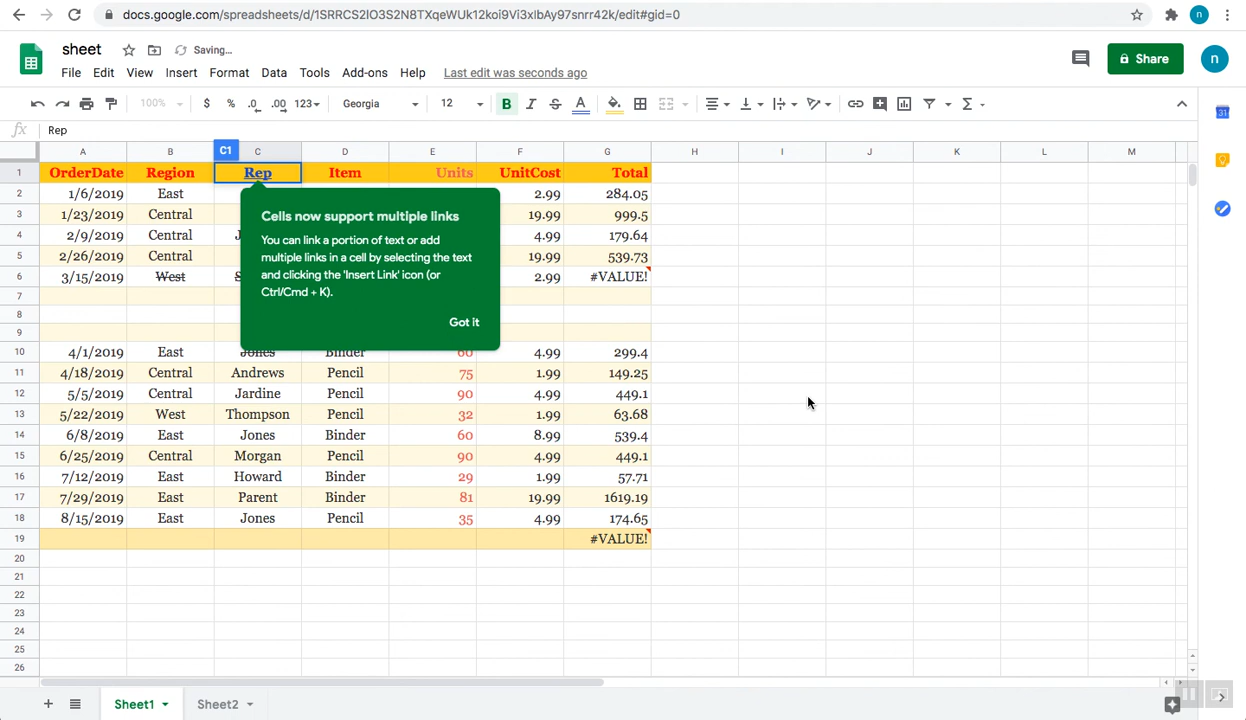 docs.google.com/spreadsheets/d/1SRRCS2IO3S2N8TXqeWUk12koi9Vi3xlbAy97snrr42k/edit#gid=0
n
sheet
Saving...
File Edit View Insert Format Data Tools Add-ons Help Last edit was seconds ago
Share
n
100% $ % .0 .00 123 Georgia 12 B I S A
fx Rep
C1
A B C D E F G H I J K L M
1 OrderDate Region Rep Item Units UnitCost Total
2 1/6/2019 East 2.99 284.05
3 1/23/2019 Central 19.99 999.5
4 2/9/2019 Central J 4.99 179.64
5 2/26/2019 Central 19.99 539.73
6 3/15/2019 West S 2.99 #VALUE!
7
8
9
Cells now support multiple links
You can link a portion of text or add
multiple links in a cell by selecting the text
and clicking the 'Insert Link' icon (or
Ctrl/Cmd + K).
Got it
10 4/1/2019 East Jones Binder 60 4.99 299.4
11 4/18/2019 Central Andrews Pencil 75 1.99 149.25
12 5/5/2019 Central Jardine Pencil 90 4.99 449.1
13 5/22/2019 West Thompson Pencil 32 1.99 63.68
14 6/8/2019 East Jones Binder 60 8.99 539.4
15 6/25/2019 Central Morgan Pencil 90 4.99 449.1
16 7/12/2019 East Howard Binder 29 1.99 57.71
17 7/29/2019 East Parent Binder 81 19.99 1619.19
18 8/15/2019 East Jones Pencil 35 4.99 174.65
19 #VALUE!
20
21
22
23
24
25
26
Sheet1 Sheet2